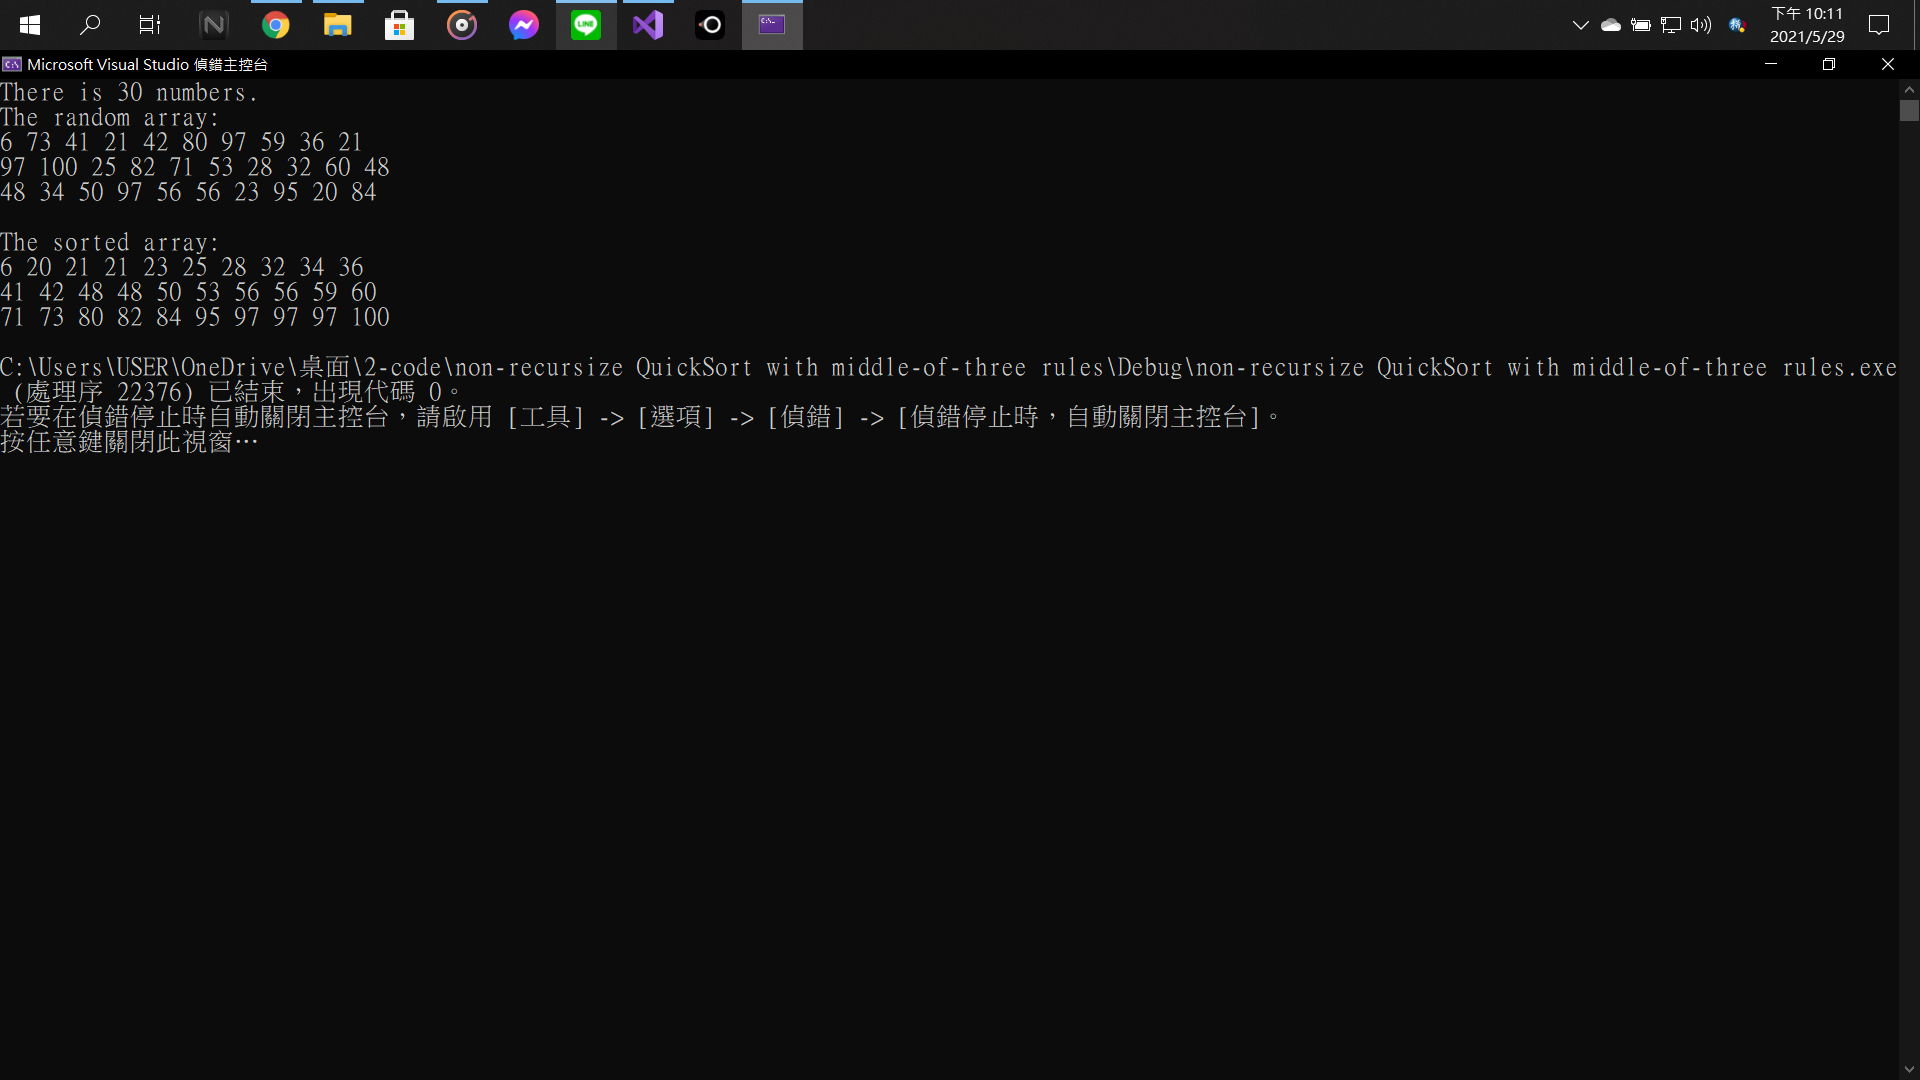 下午 10:11
2021/5/29
Microsoft Visual Studio 偵錯主控台
There is 30 numbers.
The random array:
6 73 41 21 42 80 97 59 36 21
97 100 25 82 71 53 28 32 60 48
48 34 50 97 56 56 23 95 20 84
The sorted array:
6 20 21 21 23 25 28 32 34 36
41 42 48 48 50 53 56 56 59 60
71 73 80 82 84 95 97 97 97 100
C:\Users\USER\OneDrive\桌面\2-code\non-recursize QuickSort with middle-of-three rules\Debug\non-recursize QuickSort with middle-of-three rules.exe
(處理序 22376) 已結束，出現代碼 0。
若要在偵錯停止時自動關閉主控台，請啟用 [工具] -> [選項] -> [偵錯] -> [偵錯停止時，自動關閉主控台]。
按任意鍵關閉此視窗…